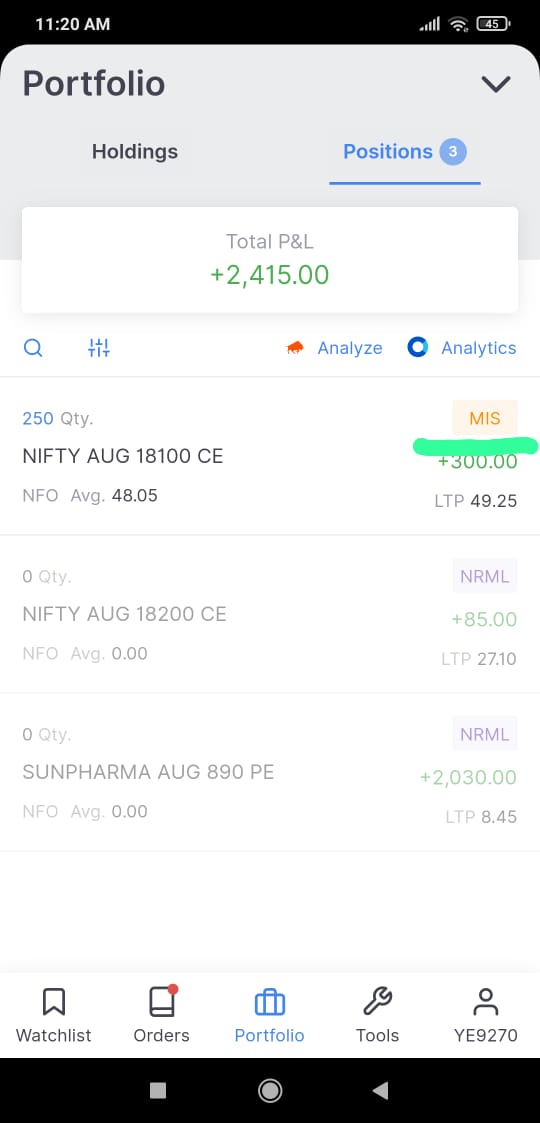 11:20 AM
45
Portfolio
Holdings
Positions 3
Total P&L
+2,415.00
Analyze
Analytics
250 Qty.
MIS
NIFTY AUG 18100 CE
+300.00
NFO Avg. 48.05
LTP 49.25
0 Qty.
NRML
NIFTY AUG 18200 CE
+85.00
NFO Avg. 0.00
LTP 27.10
0 Qty.
NRML
SUNPHARMA AUG 890 PE
+2,030.00
NFO Avg. 0.00
LTP 8.45
Watchlist
Orders
Portfolio
Tools
YE9270